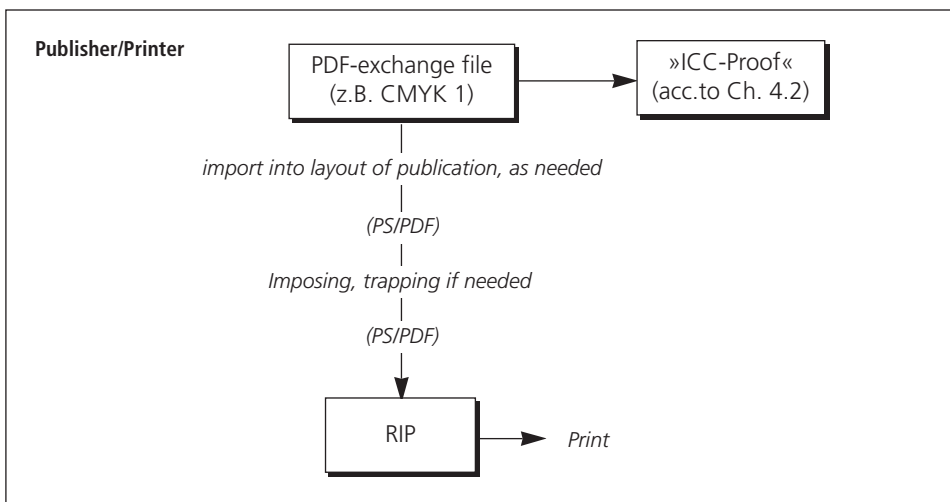 Publisher/Printer
PDF-exchange file
(z.B. CMYK 1)
»ICC-Proof«
(acc.to Ch. 4.2)
import into layout of publication, as needed
(PS/PDF)
Imposing, trapping if needed
(PS/PDF)
RIP
Print